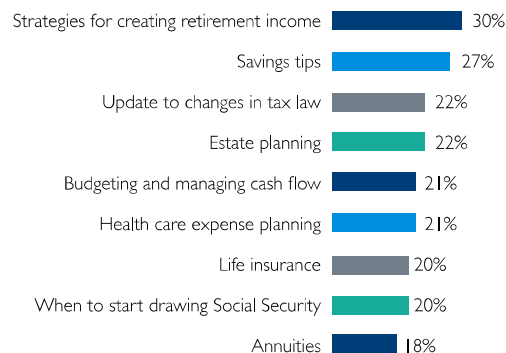 Strategies for creating retirement income 30%
Savings tips 27%
Update to changes in tax law 22%
Estate planning 22%
Budgeting and managing cash flow 21%
Health care expense planning 21%
Life insurance 20%
When to start drawing Social Security 20%
Annuities 18%